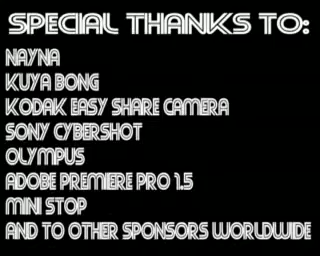 SPECIAL THANKS TO:
NAYNA
KUYA BONG
KODAK EASY SHARE CAMERA
SONY CYBERSHOT
OLYMPUS
ADOBE PREMIERE PRO 1.5
MINI STOP
AND TO OTHER SPONSORS WORLDWIDE